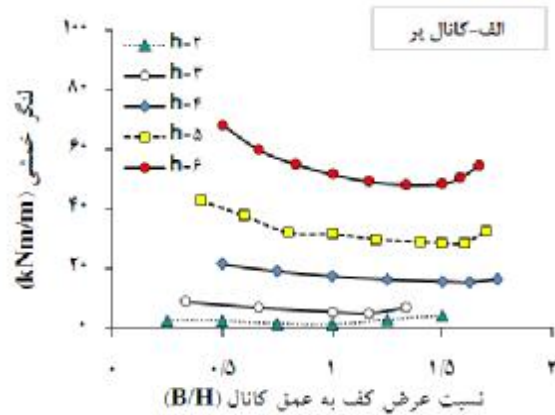 الف-کانال پر
۱۰۰
۸۰
۶۰
۴۰
۲۰
۰
لنگر خمشی (kNm/m)
h-۲
h-۳
h-۴
h-۵
h-۶
۰ ۰/۵ ۱ ۱/۵ ۲
نسبت عرض کف به عمق کانال (B/H)